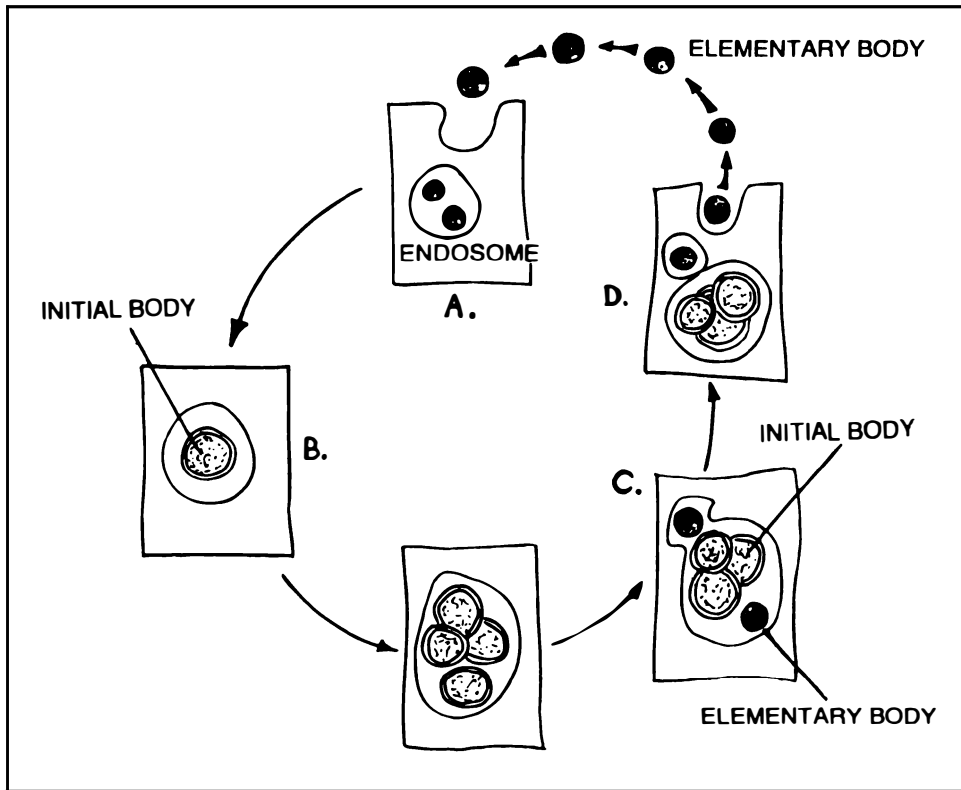 ELEMENTARY BODY
ENDOSOME
A.
D.
INITIAL BODY
B.
INITIAL BODY
C.
ELEMENTARY BODY